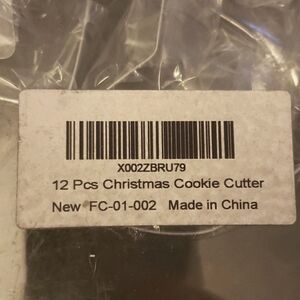 X002ZBRU79
12 Pcs Christmas Cookie Cutter
New FC-01-002 Made in China